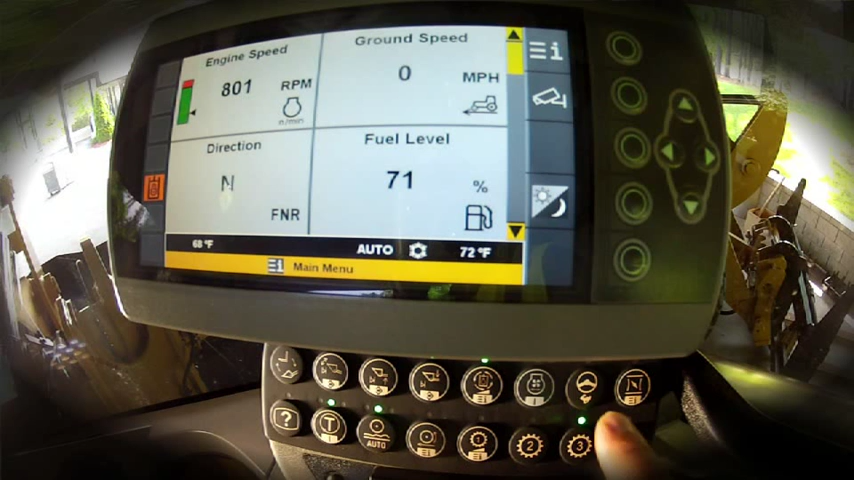 Engine Speed
801
RPM
n/min
Ground Speed
0
MPH
Direction
N
FNR
Fuel Level
71
%
68 °F
AUTO
72 °F
Main Menu
?
T
AUTO
1
2
3